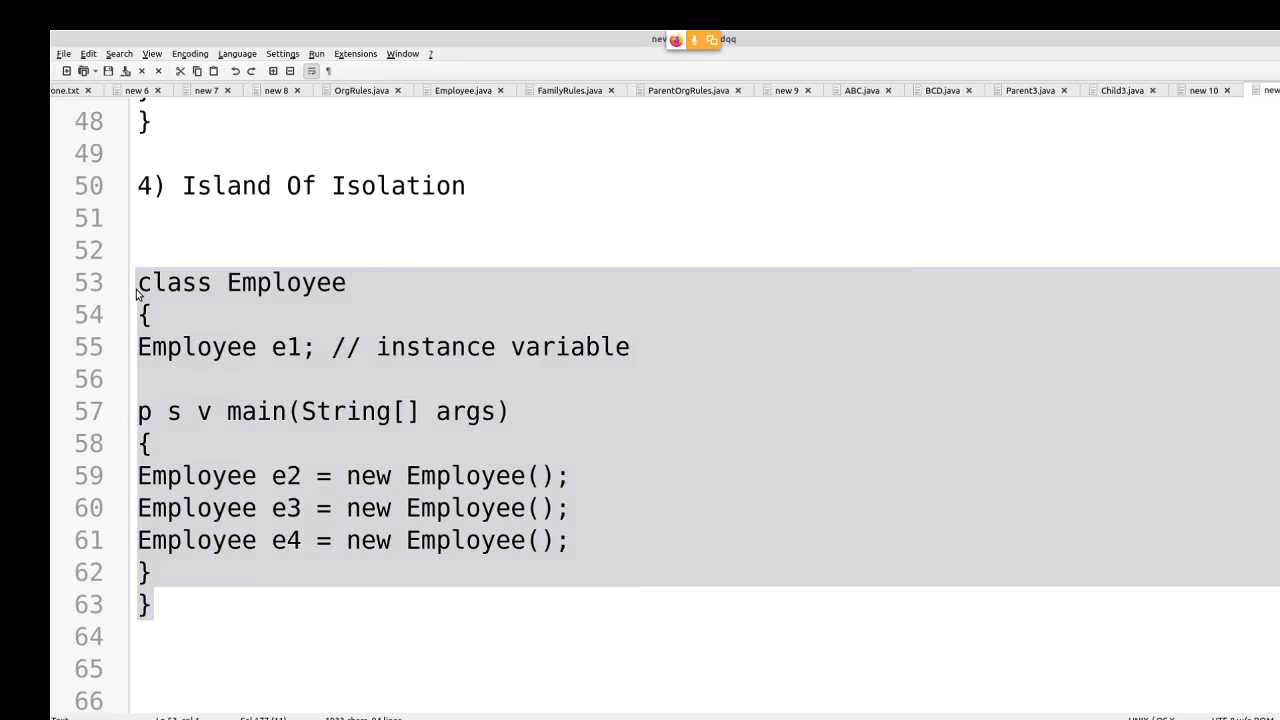 new dqq
File Edit Search View Encoding Language Settings Run Extensions Window ?
one.txt new 6 new 7 new 8 OrgRules.java Employee.java FamilyRules.java ParentOrgRules.java new 9 ABC.java BCD.java Parent3.java Child3.java new 10 new
48 }
49
50 4) Island Of Isolation
51
52
53 class Employee
54 {
55 Employee e1; // instance variable
56
57 p s v main(String[] args)
58 {
59 Employee e2 = new Employee();
60 Employee e3 = new Employee();
61 Employee e4 = new Employee();
62 }
63 }
64
65
66